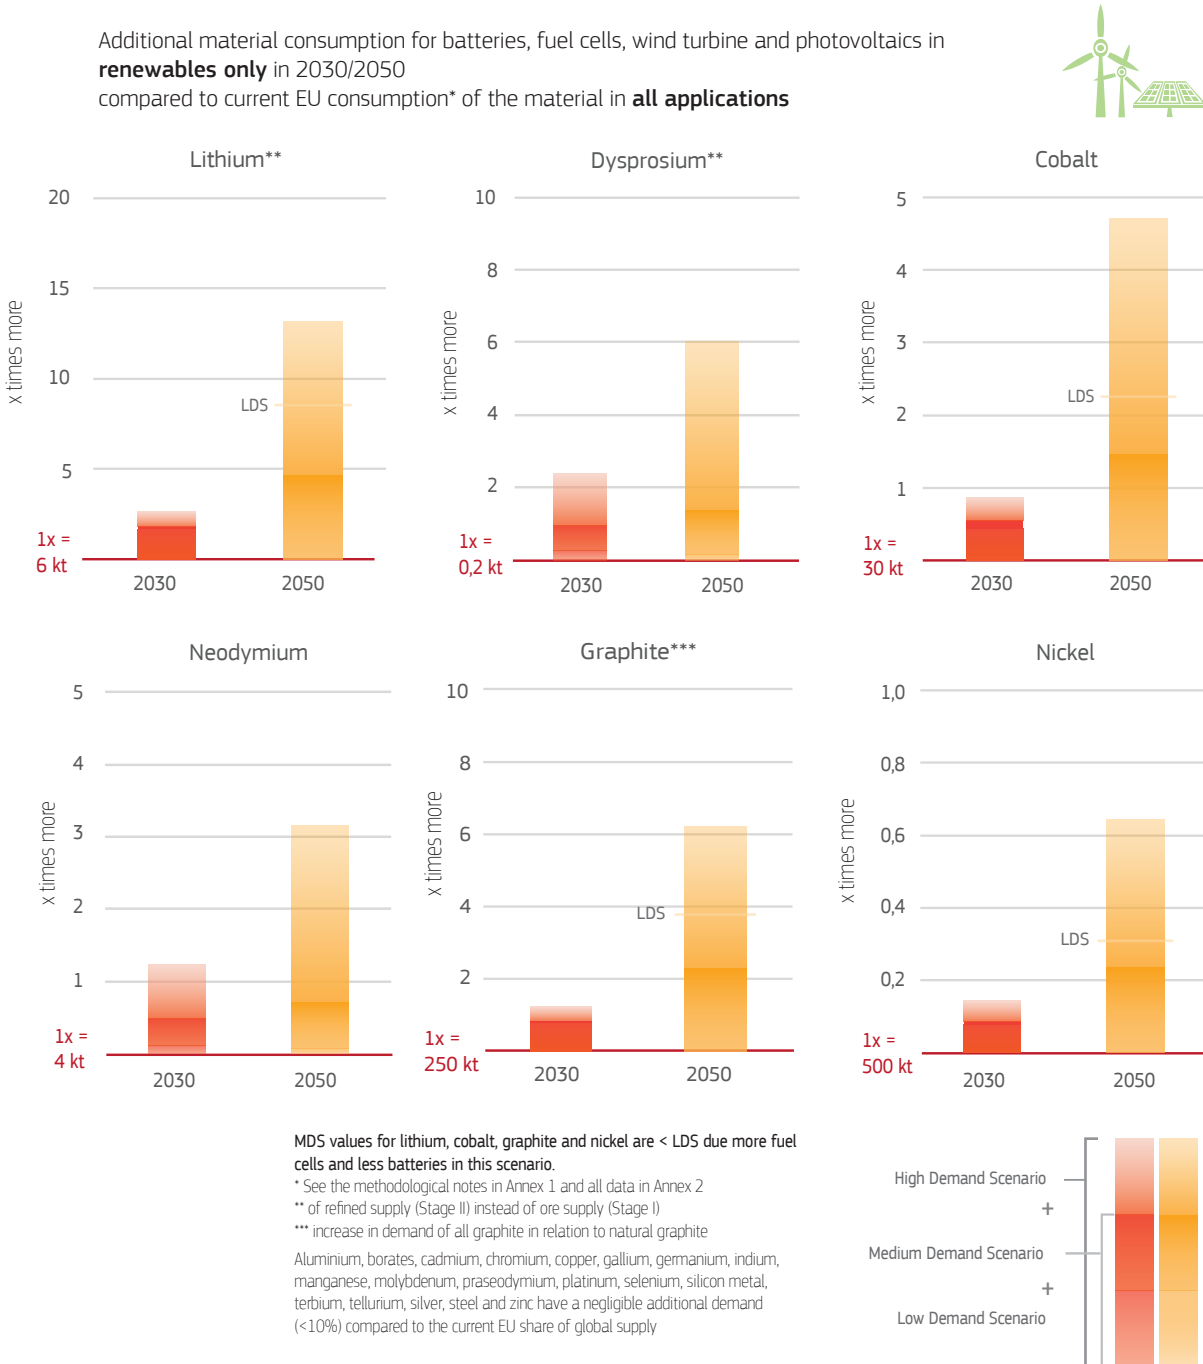 Additional material consumption for batteries, fuel cells, wind turbine and photovoltaics in
renewables only in 2030/2050
compared to current EU consumption* of the material in all applications
Lithium**
20
15
10
5
x times more
LDS
1x =
6 kt
2030
2050
Dysprosium**
10
8
6
4
2
x times more
1x =
0,2 kt
2030
2050
Cobalt
5
4
3
2
1
x times more
LDS
1x =
30 kt
2030
2050
Neodymium
5
4
3
2
1
x times more
1x =
4 kt
2030
2050
Graphite***
10
8
6
4
2
x times more
LDS
1x =
250 kt
2030
2050
Nickel
1,0
0,8
0,6
0,4
0,2
x times more
LDS
1x =
500 kt
2030
2050
MDS values for lithium, cobalt, graphite and nickel are < LDS due more fuel
cells and less batteries in this scenario.
* See the methodological notes in Annex 1 and all data in Annex 2
** of refined supply (Stage II) instead of ore supply (Stage I)
*** increase in demand of all graphite in relation to natural graphite
Aluminium, borates, cadmium, chromium, copper, gallium, germanium, indium,
manganese, molybdenum, praseodymium, platinum, selenium, silicon metal,
terbium, tellurium, silver, steel and zinc have a negligible additional demand
(<10%) compared to the current EU share of global supply
High Demand Scenario
+
Medium Demand Scenario
+
Low Demand Scenario